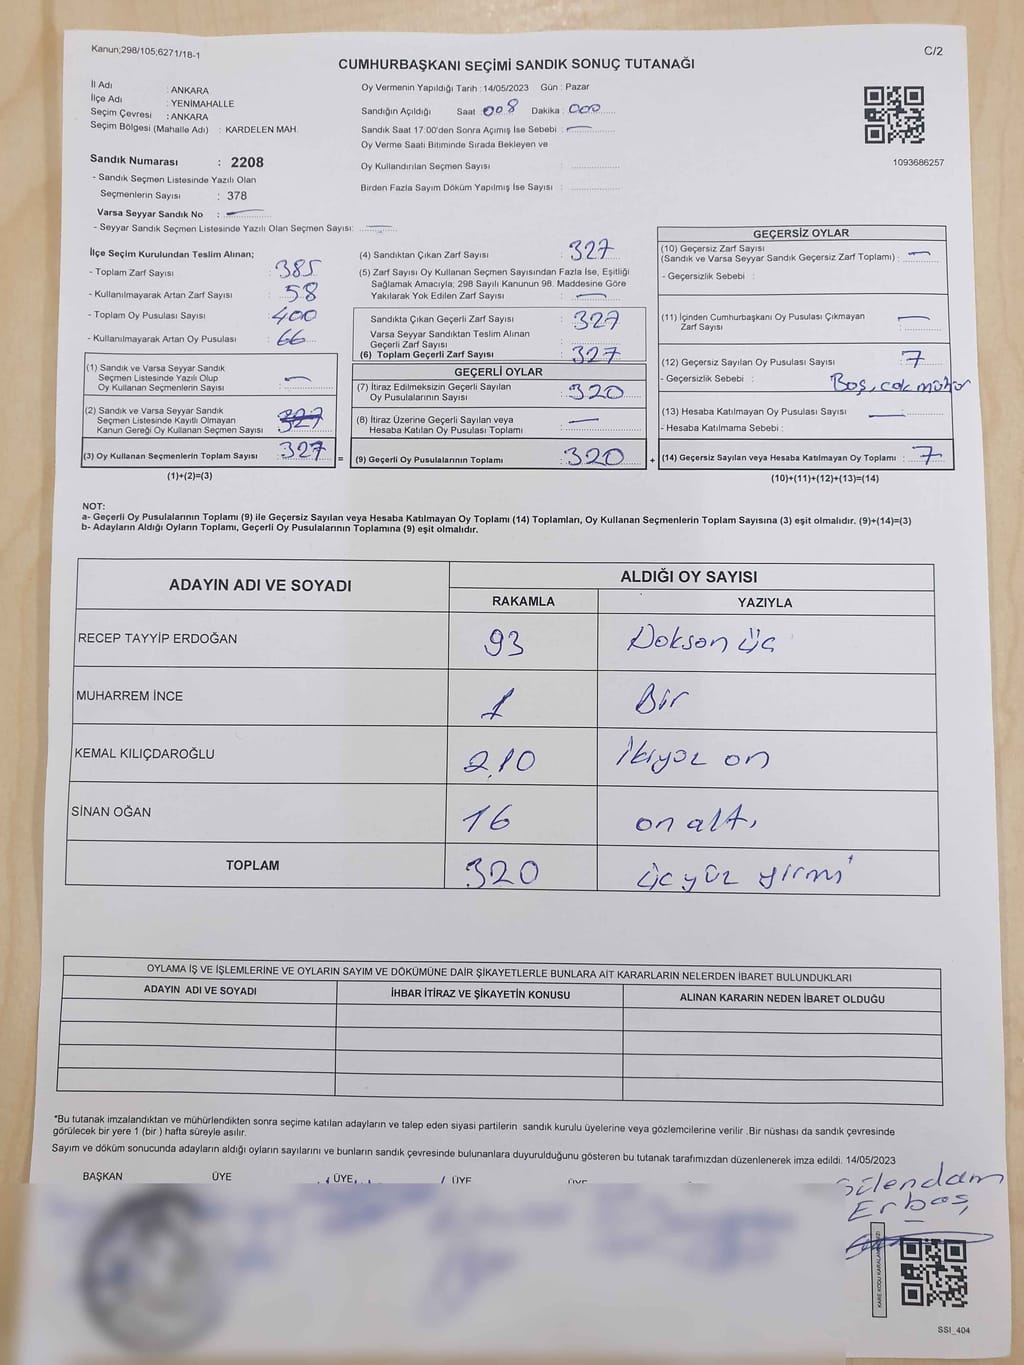 Kanun;298/105;6271/18-1
C/2
CUMHURBAŞKANI SEÇİMİ SANDIK SONUÇ TUTANAĞI
İl Adı : ANKARA
İlçe Adı : YENİMAHALLE
Seçim Çevresi : ANKARA
Seçim Bölgesi (Mahalle Adı) : KARDELEN MAH.
Sandık Numarası : 2208
- Sandık Seçmen Listesinde Yazılı Olan
Seçmenlerin Sayısı : 378
Varsa Seyyar Sandık No : —
- Seyyar Sandık Seçmen Listesinde Yazılı Olan Seçmen Sayısı: —
Oy Vermenin Yapıldığı Tarih : 14/05/2023 Gün : Pazar
Sandığın Açıldığı Saat 008 Dakika : 000
Sandık Saat 17:00'den Sonra Açımış İse Sebebi : —
Oy Verme Saati Bitiminde Sırada Bekleyen ve
Oy Kullandırılan Seçmen Sayısı :
Birden Fazla Sayım Döküm Yapılmış İse Sayısı :
1093686257
İlçe Seçim Kurulundan Teslim Alınan;
- Toplam Zarf Sayısı : 385
- Kullanılmayarak Artan Zarf Sayısı : 58
- Toplam Oy Pusulası Sayısı : 400
- Kullanılmayarak Artan Oy Pusulası : 66
(1) Sandık ve Varsa Seyyar Sandık
Seçmen Listesinde Yazılı Olup
Oy Kullanan Seçmenlerin Sayısı : —
(2) Sandık ve Varsa Seyyar Sandık
Seçmen Listesinde Kayıtlı Olmayan
Kanun Gereği Oy Kullanan Seçmen Sayısı : 327
(3) Oy Kullanan Seçmenlerin Toplam Sayısı : 327
(1)+(2)=(3)
(4) Sandıktan Çıkan Zarf Sayısı : 327
(5) Zarf Sayısı Oy Kullanan Seçmen Sayısından Fazla İse, Eşitliği
Sağlamak Amacıyla; 298 Sayılı Kanunun 98. Maddesine Göre
Yakılarak Yok Edilen Zarf Sayısı : —
Sandıkta Çıkan Geçerli Zarf Sayısı : 327
Varsa Seyyar Sandıktan Teslim Alınan
Geçerli Zarf Sayısı :
(6) Toplam Geçerli Zarf Sayısı : 327
GEÇERLİ OYLAR
(7) İtiraz Edilmeksizin Geçerli Sayılan
Oy Pusulalarının Sayısı : 320
(8) İtiraz Üzerine Geçerli Sayılan veya
Hesaba Katılan Oy Pusulası Toplamı : —
= (9) Geçerli Oy Pusulalarının Toplamı : 320
GEÇERSİZ OYLAR
(10) Geçersiz Zarf Sayısı
(Sandık ve Varsa Seyyar Sandık Geçersiz Zarf Toplamı) : —
- Geçersizlik Sebebi :
(11) İçinden Cumhurbaşkanı Oy Pusulası Çıkmayan
Zarf Sayısı : —
(12) Geçersiz Sayılan Oy Pusulası Sayısı : 7
- Geçersizlik Sebebi : Boş, cok mühür
(13) Hesaba Katılmayan Oy Pusulası Sayısı : —
- Hesaba Katılmama Sebebi :
+ (14) Geçersiz Sayılan veya Hesaba Katılmayan Oy Toplamı : 7
(10)+(11)+(12)+(13)=(14)
NOT:
a- Geçerli Oy Pusulalarının Toplamı (9) ile Geçersiz Sayılan veya Hesaba Katılmayan Oy Toplamı (14) Toplamları, Oy Kullanan Seçmenlerin Toplam Sayısına (3) eşit olmalıdır. (9)+(14)=(3)
b- Adayların Aldığı Oyların Toplamı, Geçerli Oy Pusulalarının Toplamına (9) eşit olmalıdır.
ADAYIN ADI VE SOYADI
ALDIĞI OY SAYISI
RAKAMLA YAZIYLA
RECEP TAYYİP ERDOĞAN 93 Doksan üç
MUHARREM İNCE 1 Bir
KEMAL KILIÇDAROĞLU 210 İkiyüz on
SİNAN OĞAN 16 on altı
TOPLAM 320 üç yüz yirmi
OYLAMA İŞ VE İŞLEMLERİNE VE OYLARIN SAYIM VE DÖKÜMÜNE DAİR ŞİKAYETLERLE BUNLARA AİT KARARLARIN NELERDEN İBARET BULUNDUKLARI
ADAYIN ADI VE SOYADI İHBAR İTİRAZ VE ŞİKAYETİN KONUSU ALINAN KARARIN NEDEN İBARET OLDUĞU
*Bu tutanak imzalandıktan ve mühürlendikten sonra seçime katılan adayların ve talep eden siyasi partilerin sandık kurulu üyelerine veya gözlemcilerine verilir .Bir nüshası da sandık çevresinde
görülecek bir yere 1 (bir ) hafta süreyle asılır.
Sayım ve döküm sonucunda adayların aldığı oyların sayılarını ve bunların sandık çevresinde bulunanlara duyurulduğunu gösteren bu tutanak tarafımızdan düzenlenerek imza edildi. 14/05/2023
BAŞKAN ÜYE ÜYE ÜYE ÜYE
Gülendam
Erbaş
SSI_404